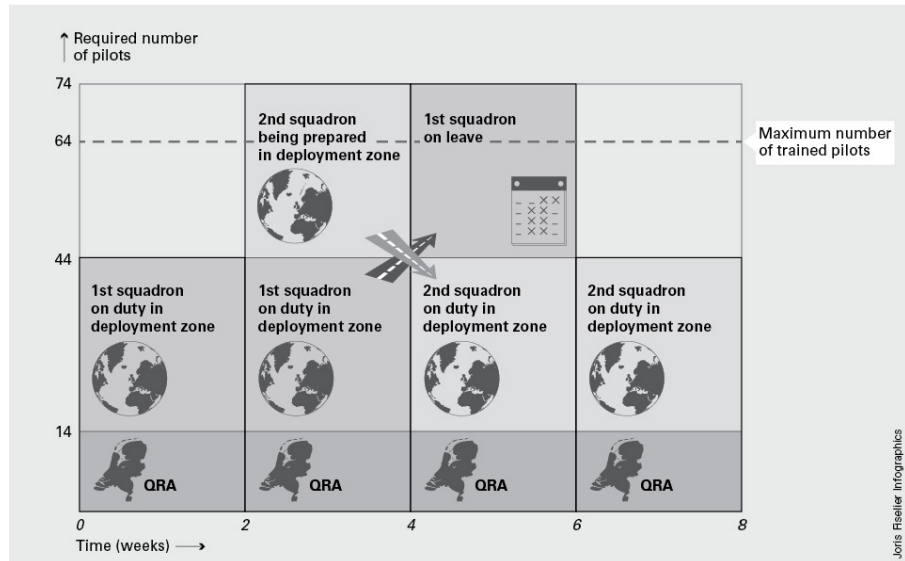 Required number
of pilots
74
64
44
14
2nd squadron
being prepared
in deployment zone
1st squadron
on leave
Maximum number
of trained pilots
1st squadron
on duty in
deployment zone
1st squadron
on duty in
deployment zone
2nd squadron
on duty in
deployment zone
2nd squadron
on duty in
deployment zone
QRA
QRA
QRA
QRA
0
2
4
6
8
Time (weeks)
Joris Fiselier Infographics